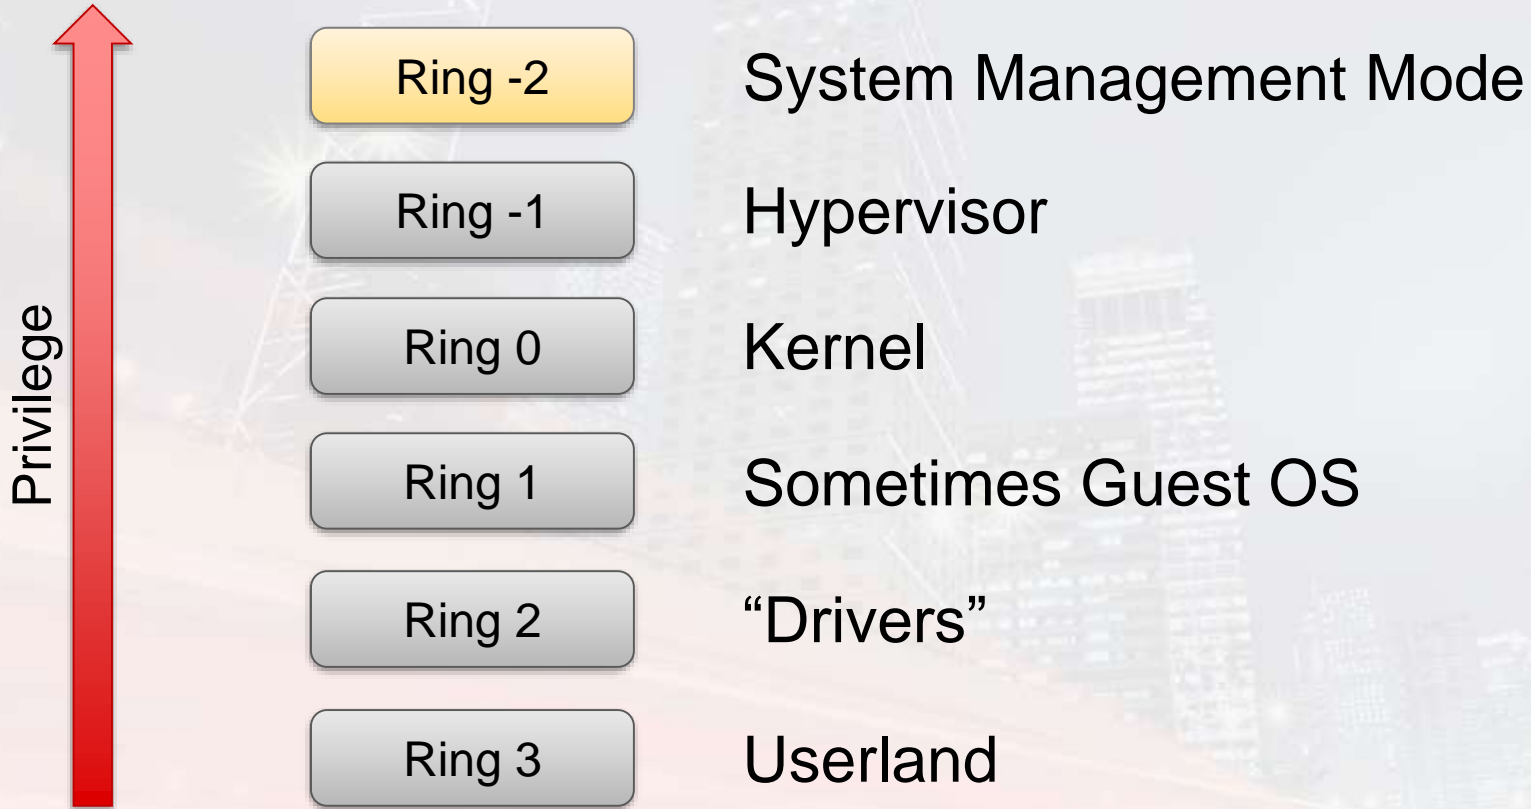 Privilege
Ring -2 System Management Mode
Ring -1 Hypervisor
Ring 0 Kernel
Ring 1 Sometimes Guest OS
Ring 2 “Drivers”
Ring 3 Userland